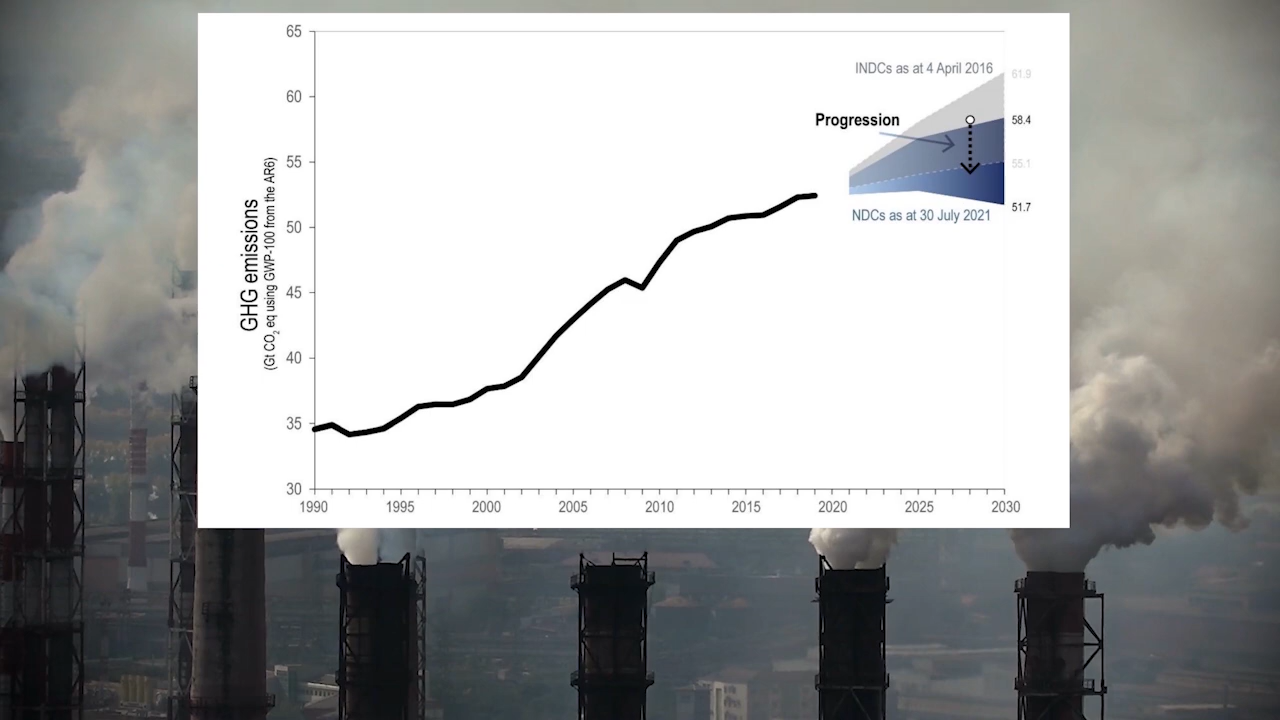 65
60
55
50
45
40
35
30
GHG emissions
(Gt CO2 eq using GWP-100 from the AR6)
INDCs as at 4 April 2016
61.9
Progression
58.4
55.1
NDCs as at 30 July 2021
51.7
1990 1995 2000 2005 2010 2015 2020 2025 2030